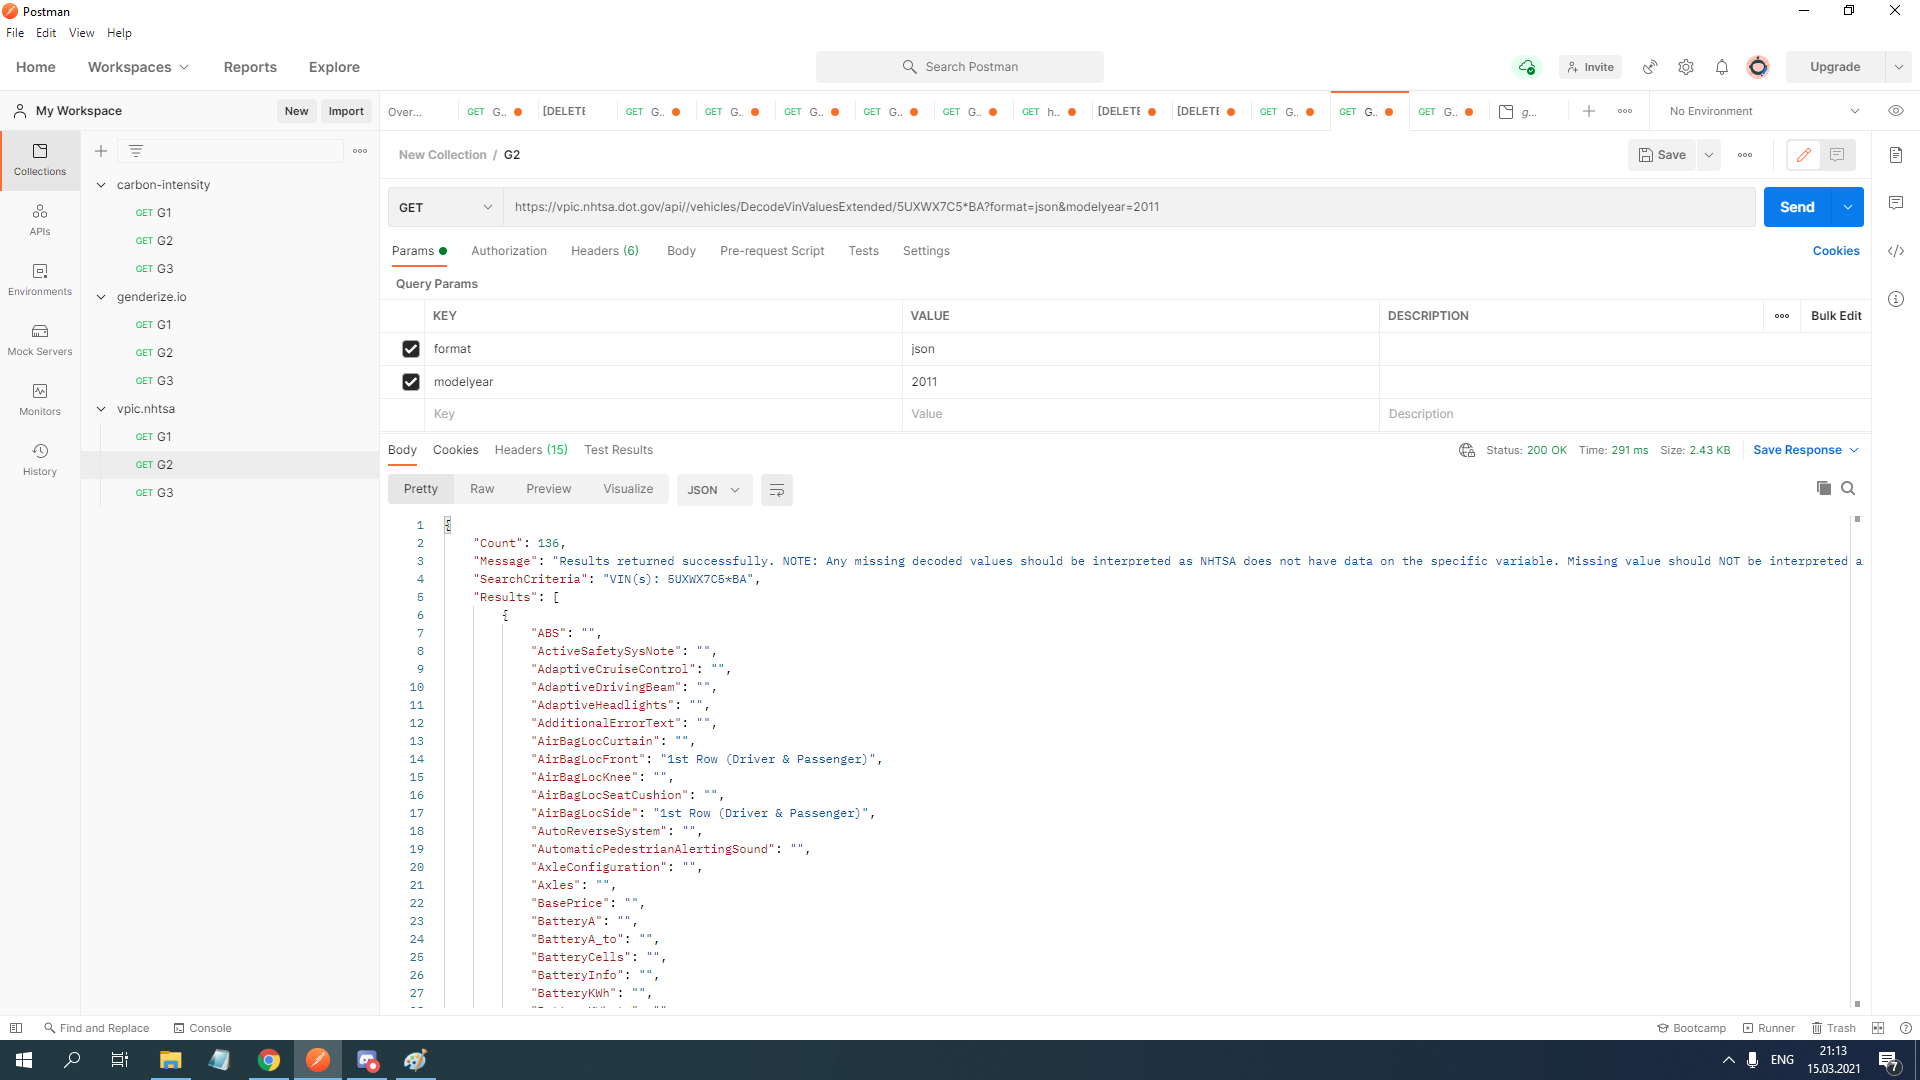 Postman
File Edit View Help
Home Workspaces Reports Explore Search Postman Invite Upgrade
My Workspace New Import Over... GET G.. [DELETE GET G.. GET G.. GET G.. GET G.. GET G.. GET h.. [DELETE [DELETE GET G.. GET G.. GET G.. g... No Environment
New Collection / G2 Save
Collections
carbon-intensity
GET G1
GET G2
GET G3
genderize.io
GET G1
GET G2
GET G3
vpic.nhtsa
GET G1
GET G2
GET G3
APIs
Environments
Mock Servers
Monitors
History
GET https://vpic.nhtsa.dot.gov/api//vehicles/DecodeVinValuesExtended/5UXWX7C5*BA?format=json&modelyear=2011 Send
Params Authorization Headers (6) Body Pre-request Script Tests Settings Cookies
Query Params
KEY VALUE DESCRIPTION Bulk Edit
format json
modelyear 2011
Key Value Description
Body Cookies Headers (15) Test Results Status: 200 OK Time: 291 ms Size: 2.43 KB Save Response
Pretty Raw Preview Visualize JSON
1 {
2 "Count": 136,
3 "Message": "Results returned successfully. NOTE: Any missing decoded values should be interpreted as NHTSA does not have data on the specific variable. Missing value should NOT be interpreted a
4 "SearchCriteria": "VIN(s): 5UXWX7C5*BA",
5 "Results": [
6 {
7 "ABS": "",
8 "ActiveSafetySysNote": "",
9 "AdaptiveCruiseControl": "",
10 "AdaptiveDrivingBeam": "",
11 "AdaptiveHeadlights": "",
12 "AdditionalErrorText": "",
13 "AirBagLocCurtain": "",
14 "AirBagLocFront": "1st Row (Driver & Passenger)",
15 "AirBagLocKnee": "",
16 "AirBagLocSeatCushion": "",
17 "AirBagLocSide": "1st Row (Driver & Passenger)",
18 "AutoReverseSystem": "",
19 "AutomaticPedestrianAlertingSound": "",
20 "AxleConfiguration": "",
21 "Axles": "",
22 "BasePrice": "",
23 "BatteryA": "",
24 "BatteryA_to": "",
25 "BatteryCells": "",
26 "BatteryInfo": "",
27 "BatteryKWh": "",
Find and Replace Console Bootcamp Runner Trash
ENG 21:13
15.03.2021 7